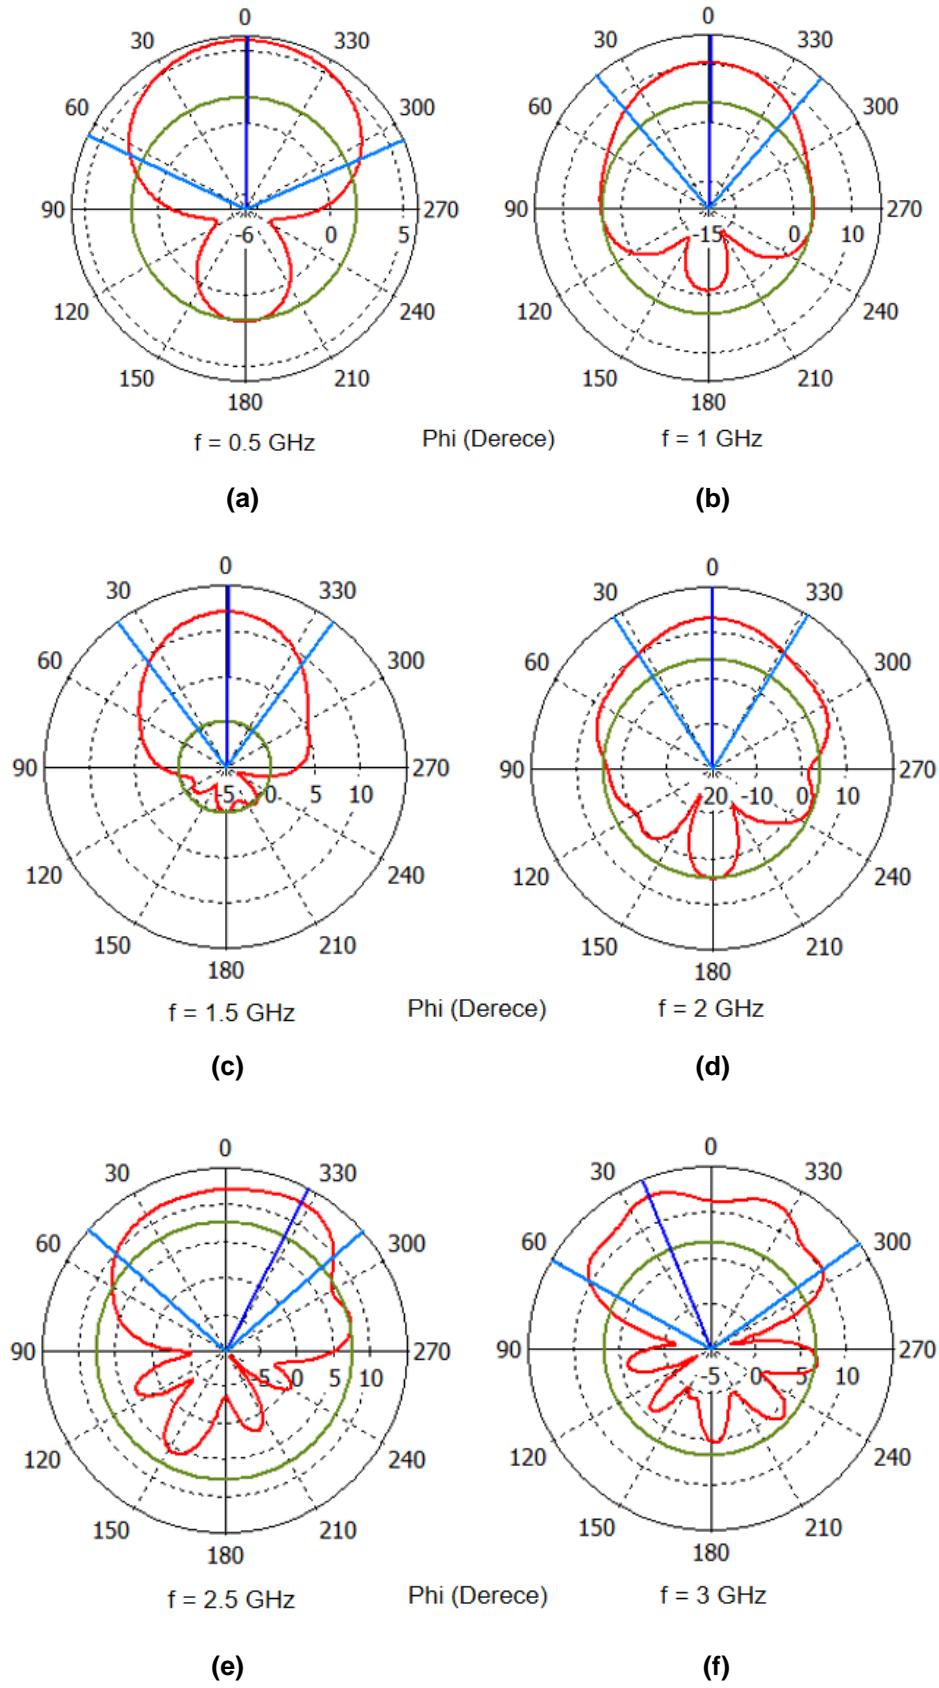 0 0
30 330 30 330
60 300 60 300
90 -6 0 5 270 90 -15 0 10 270
120 240 120 240
150 210 150 210
180 180
f = 0.5 GHz Phi (Derece) f = 1 GHz
(a) (b)
0 0
30 330 30 330
60 300 60 300
90 -5 0 5 10 270 90 -20 -10 0 10 270
120 240 120 240
150 210 150 210
180 180
f = 1.5 GHz Phi (Derece) f = 2 GHz
(c) (d)
0 0
30 330 30 330
60 300 60 300
90 -5 0 5 10 270 90 -5 0 5 10 270
120 240 120 240
150 210 150 210
180 180
f = 2.5 GHz Phi (Derece) f = 3 GHz
(e) (f)